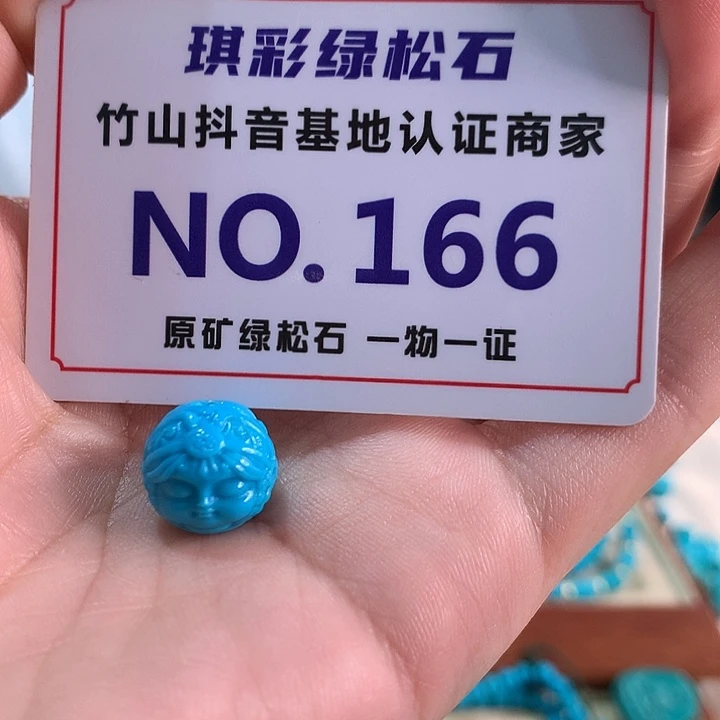 琪彩绿松石
竹山抖音基地认证商家
NO.166
原矿绿松石 一物一证